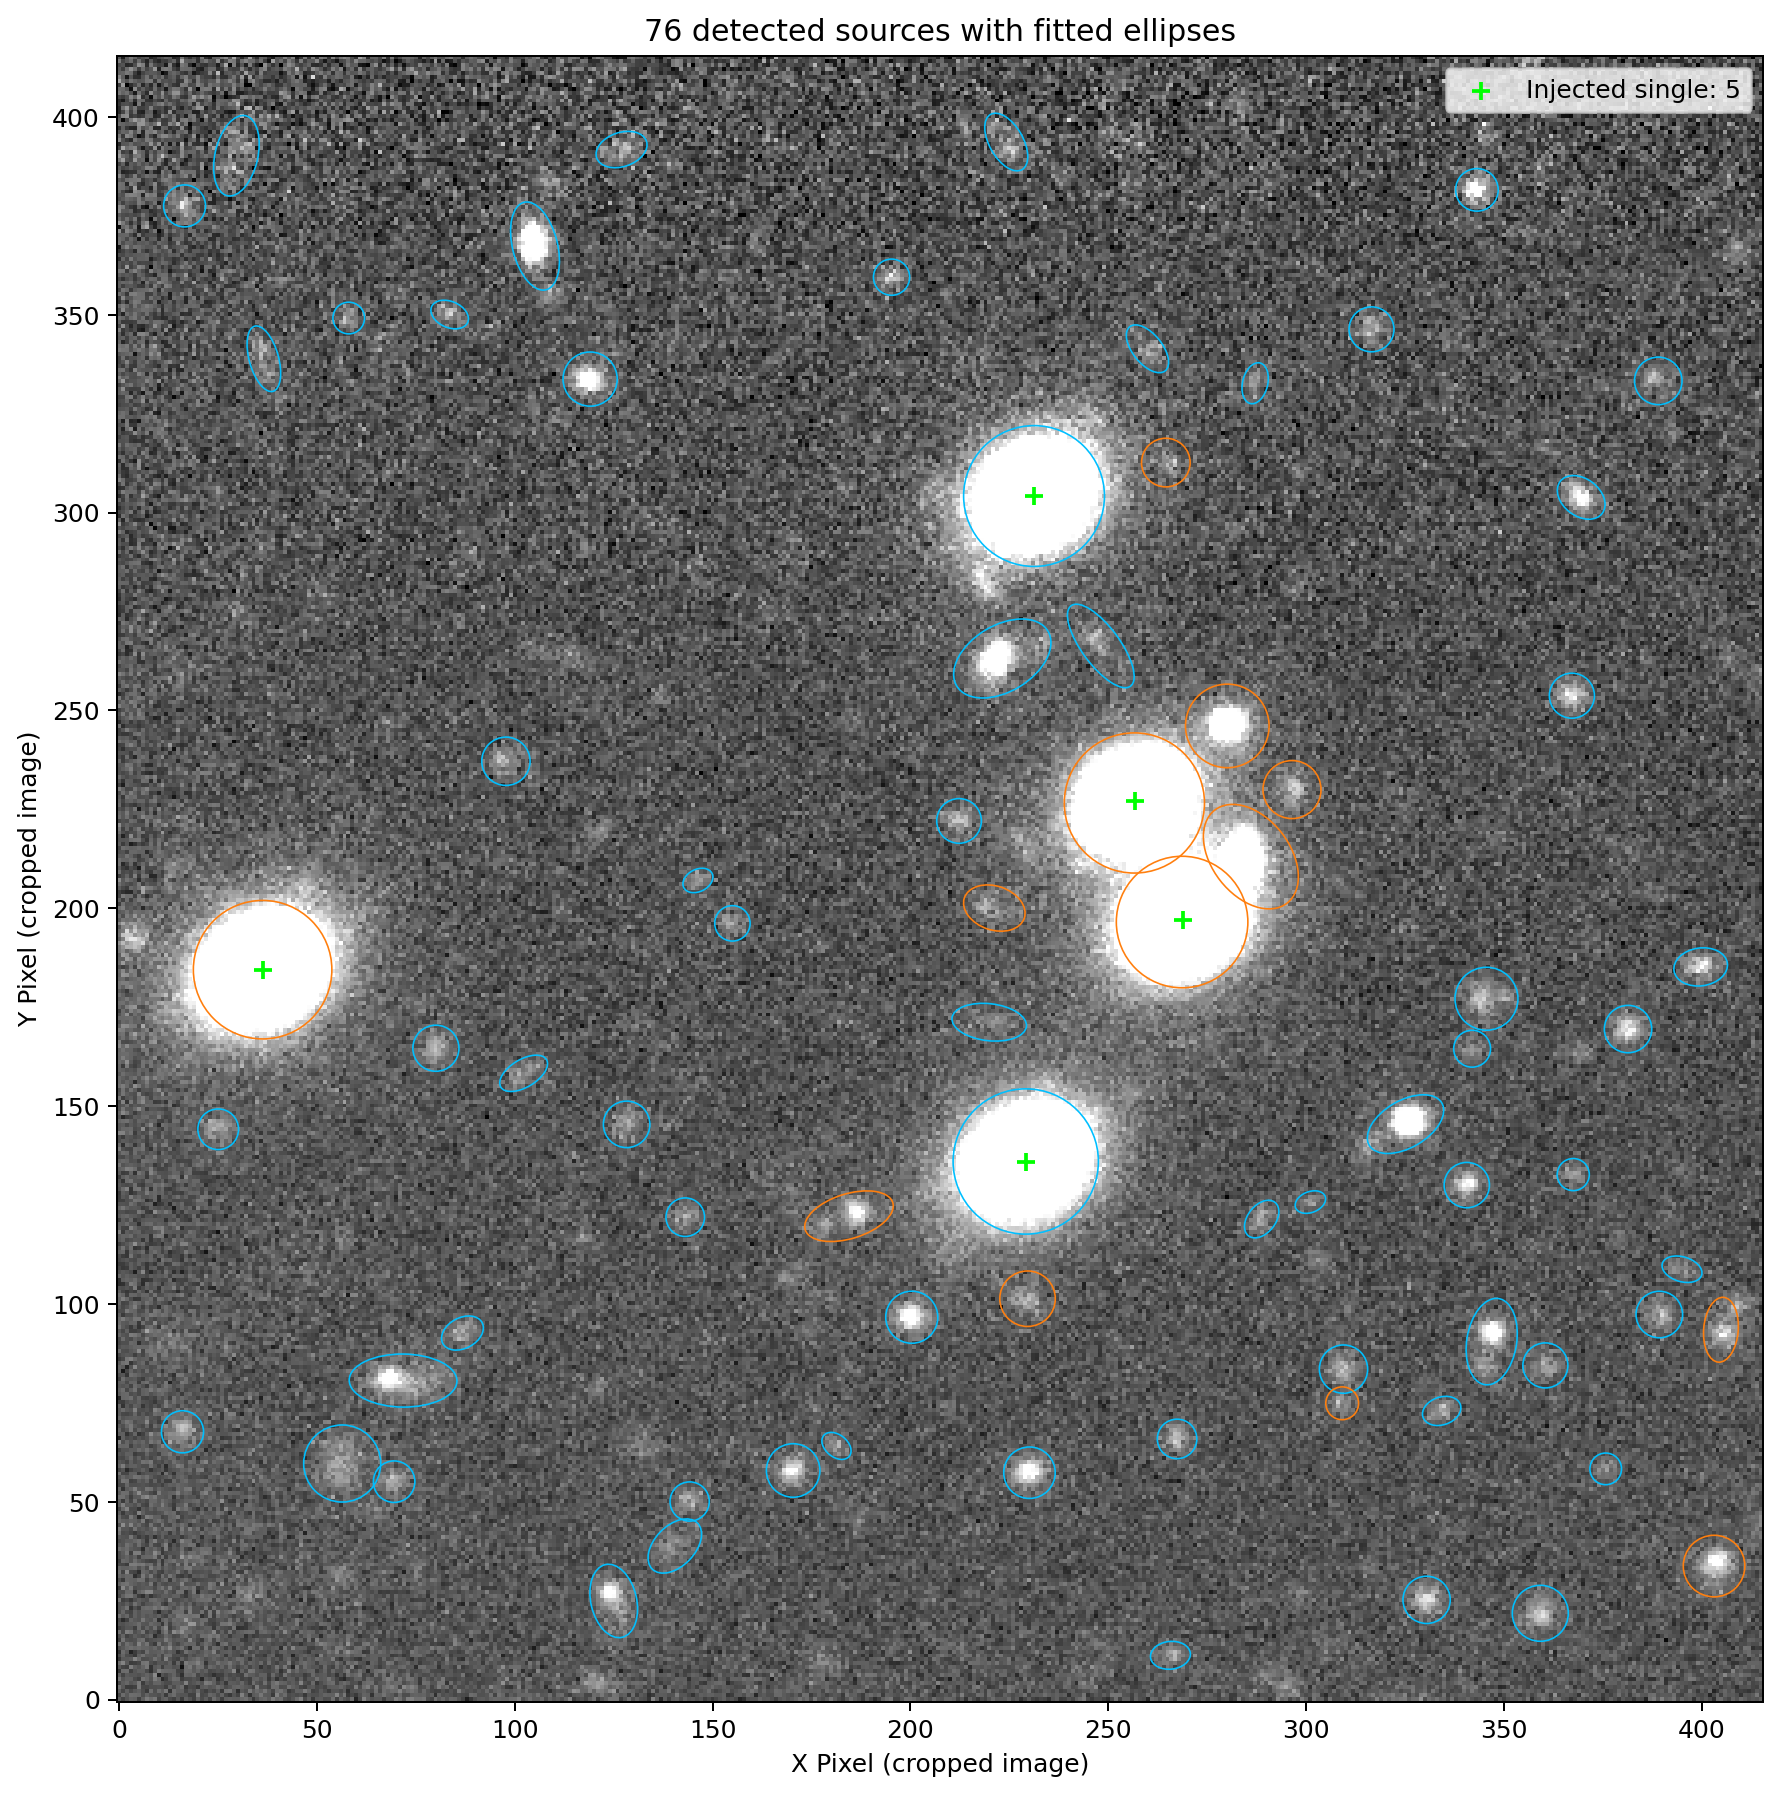 76 detected sources with fitted ellipses
Injected single: 5
Y Pixel (cropped image)
400
350
300
250
200
150
100
50
0
0 50 100 150 200 250 300 350 400
X Pixel (cropped image)